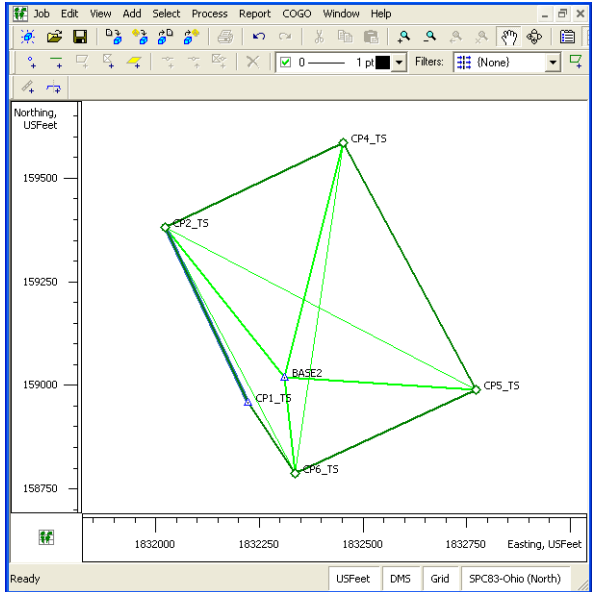 Job Edit View Add Select Process Report COGO Window Help
0 1 pt Filters: {None}
Northing,
USFeet
CP4_TS
159500
CP2_TS
159250
BASE2
159000
CP5_TS
CP1_TS
CP6_TS
158750
1832000 1832250 1832500 1832750 Easting, USFeet
Ready USFeet DMS Grid SPC83-Ohio (North)